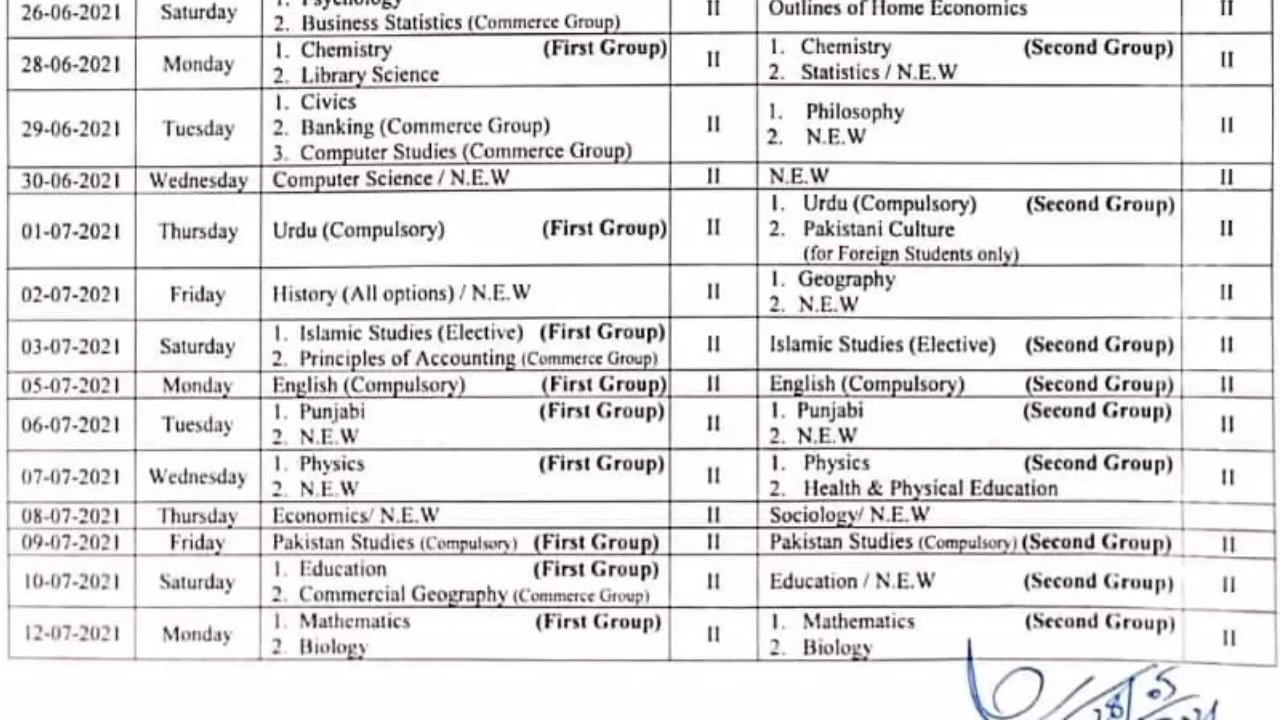 26-06-2021 Saturday 1. Psychology II Outlines of Home Economics II
2. Business Statistics (Commerce Group)
28-06-2021 Monday 1. Chemistry (First Group) II 1. Chemistry (Second Group) II
2. Library Science 2. Statistics / N.E.W
29-06-2021 Tuesday 1. Civics II 1. Philosophy II
2. Banking (Commerce Group) 2. N.E.W
3. Computer Studies (Commerce Group)
30-06-2021 Wednesday Computer Science / N.E.W II N.E.W II
01-07-2021 Thursday Urdu (Compulsory) (First Group) II 1. Urdu (Compulsory) (Second Group) II
2. Pakistani Culture
(for Foreign Students only)
02-07-2021 Friday History (All options) / N.E.W II 1. Geography II
2. N.E.W
03-07-2021 Saturday 1. Islamic Studies (Elective) (First Group) II Islamic Studies (Elective) (Second Group) II
2. Principles of Accounting (Commerce Group)
05-07-2021 Monday English (Compulsory) (First Group) II English (Compulsory) (Second Group) II
06-07-2021 Tuesday 1. Punjabi (First Group) II 1. Punjabi (Second Group) II
2. N.E.W 2. N.E.W
07-07-2021 Wednesday 1. Physics (First Group) II 1. Physics (Second Group) II
2. N.E.W 2. Health & Physical Education
08-07-2021 Thursday Economics/ N.E.W II Sociology/ N.E.W
09-07-2021 Friday Pakistan Studies (Compulsory) (First Group) II Pakistan Studies (Compulsory) (Second Group) II
10-07-2021 Saturday 1. Education (First Group) II Education / N.E.W (Second Group) II
2. Commercial Geography (Commerce Group)
12-07-2021 Monday 1. Mathematics (First Group) II 1. Mathematics (Second Group) II
2. Biology 2. Biology